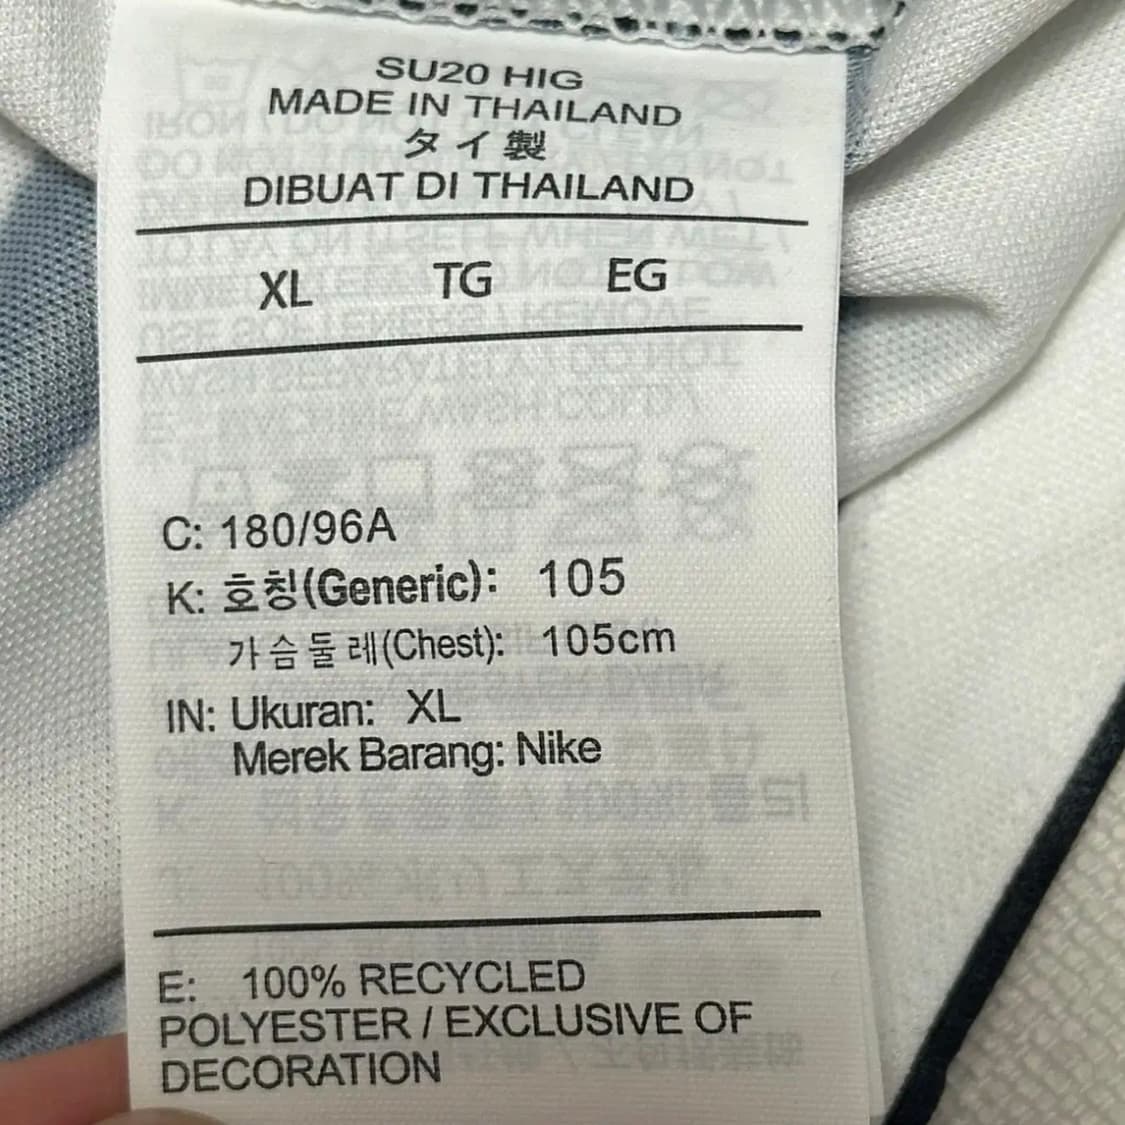 SU20 HIG
MADE IN THAILAND
タイ製
DIBUAT DI THAILAND
XL TG EG
C: 180/96A
K: 호칭(Generic): 105
가슴둘레(Chest): 105cm
IN: Ukuran: XL
Merek Barang: Nike
E: 100% RECYCLED
POLYESTER / EXCLUSIVE OF
DECORATION